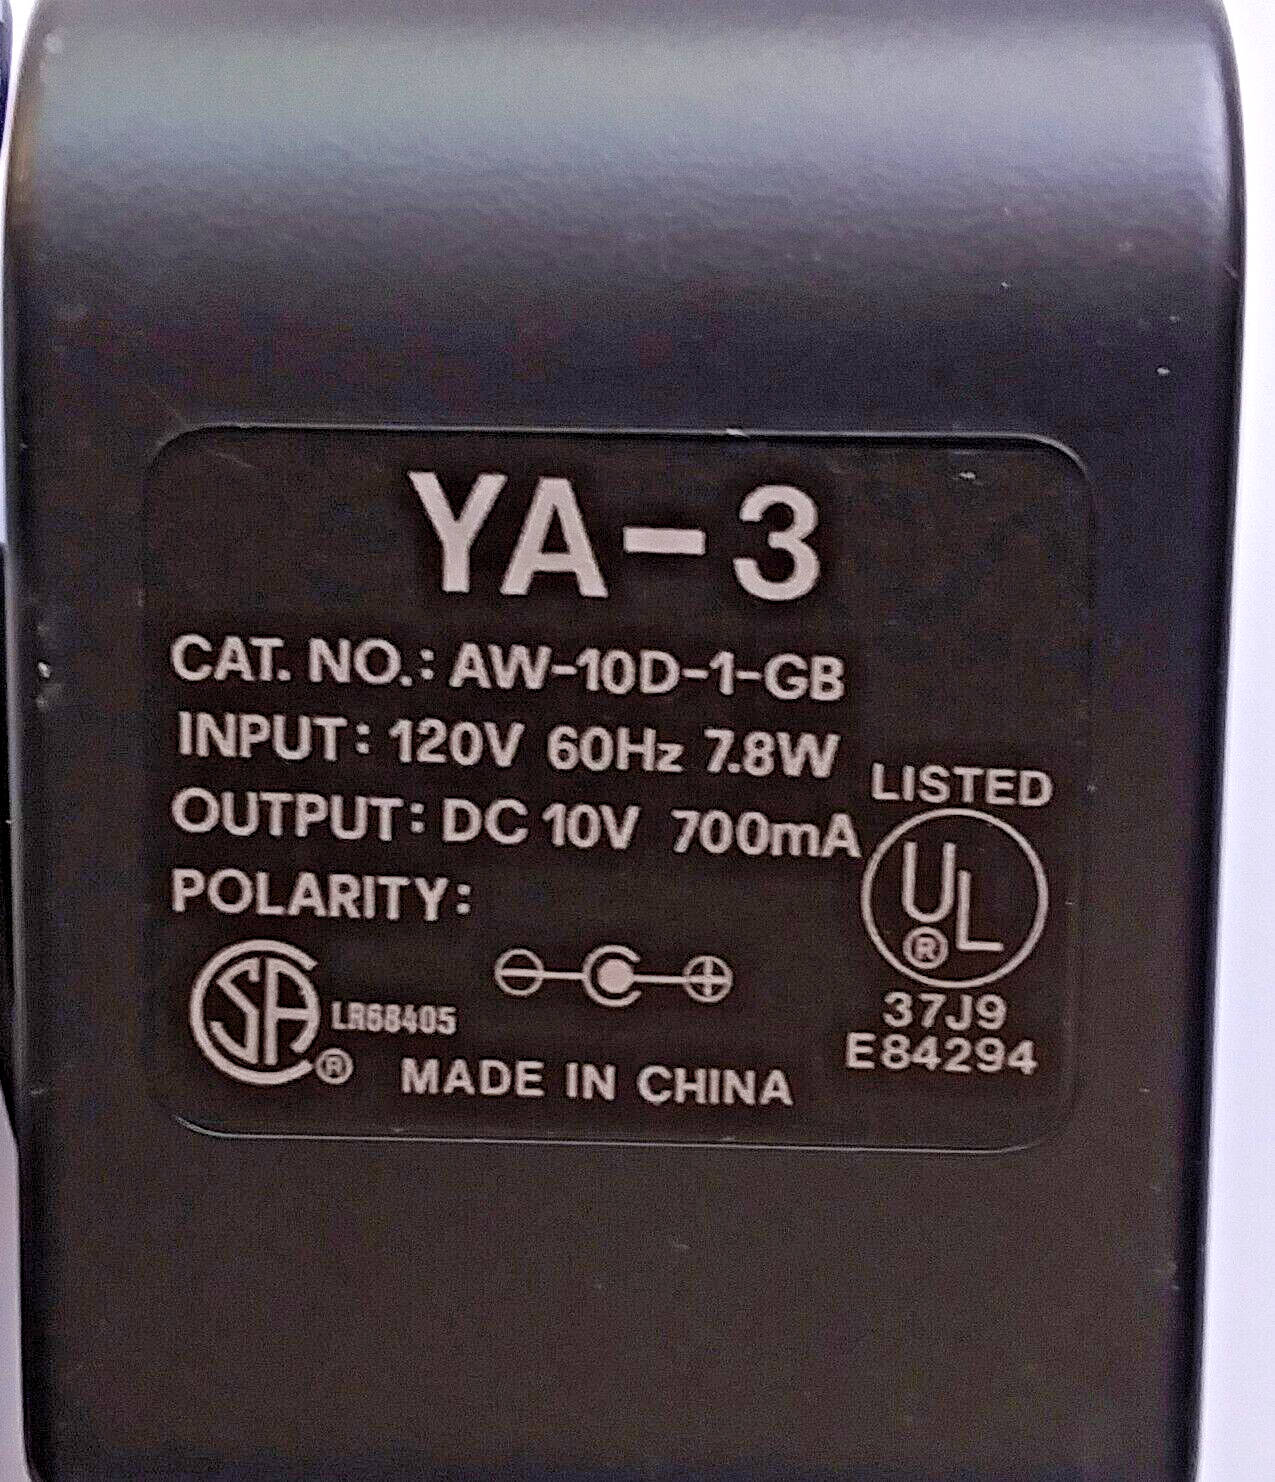 YA-3
CAT. NO.: AW-10D-1-GB
INPUT: 120V 60Hz 7.8W
OUTPUT: DC 10V 700mA
POLARITY:
LISTED
UL
®
37J9
E84294
SA
®
LR68405
MADE IN CHINA